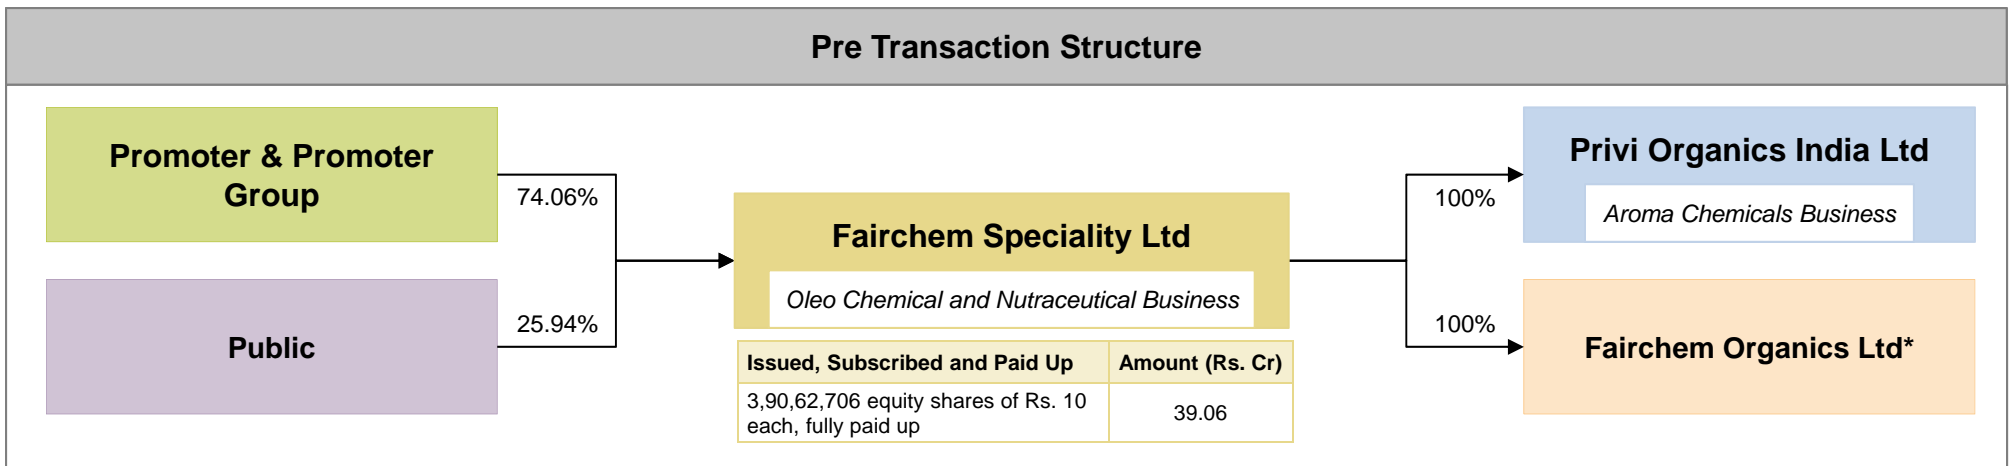 Pre Transaction Structure
Promoter & Promoter
Group
74.06%
Public
25.94%
Fairchem Speciality Ltd
Oleo Chemical and Nutraceutical Business
Issued, Subscribed and Paid Up Amount (Rs. Cr)
3,90,62,706 equity shares of Rs. 10
each, fully paid up
39.06
100%
Privi Organics India Ltd
Aroma Chemicals Business
100%
Fairchem Organics Ltd*